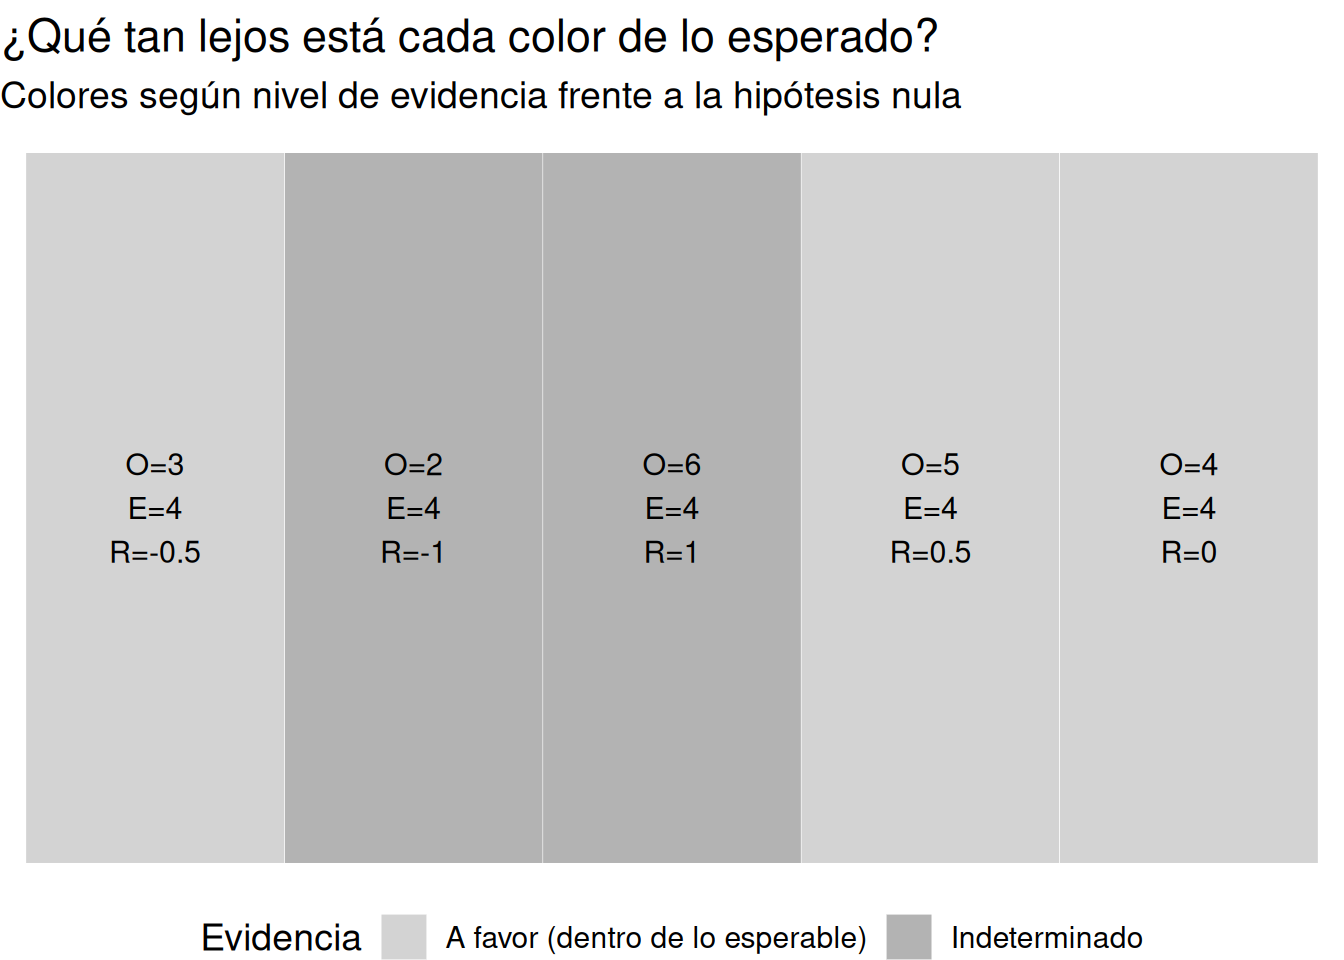 ¿Qué tan lejos está cada color de lo esperado?
Colores según nivel de evidencia frente a la hipótesis nula
O=3
E=4
R=-0.5
O=2
E=4
R=-1
O=6
E=4
R=1
O=5
E=4
R=0.5
O=4
E=4
R=0
Evidencia A favor (dentro de lo esperable) Indeterminado